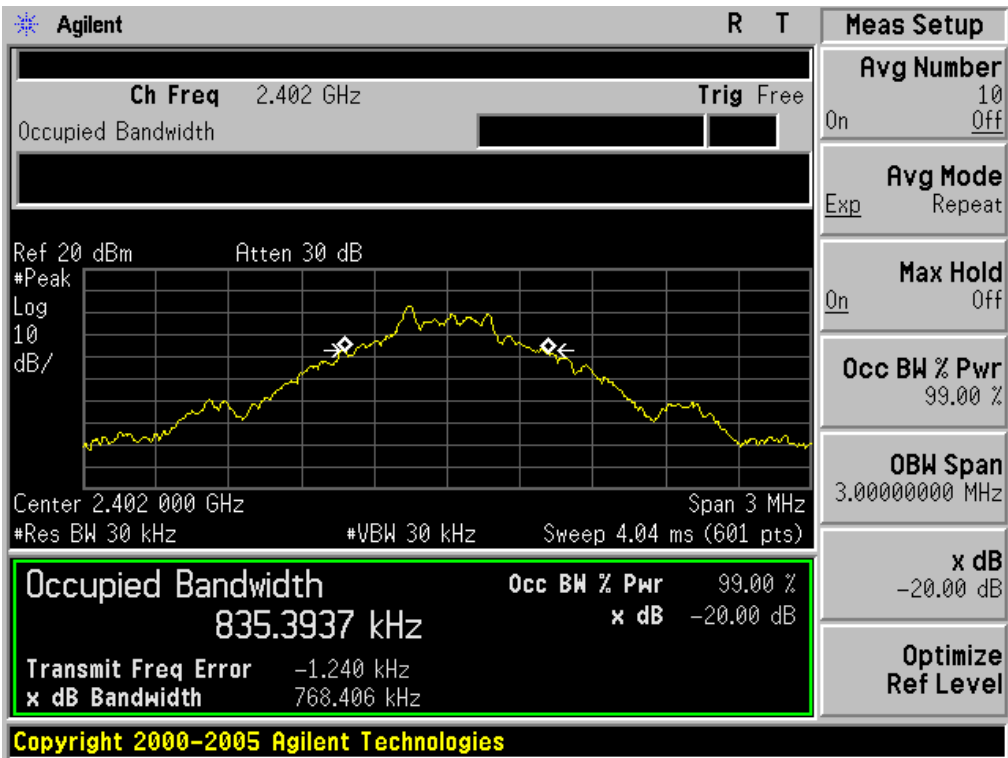 Agilent R T
Ch Freq 2.402 GHz Trig Free
Occupied Bandwidth
Ref 20 dBm Atten 30 dB
#Peak
Log
10
dB/
Center 2.402 000 GHz Span 3 MHz
#Res BW 30 kHz #VBW 30 kHz Sweep 4.04 ms (601 pts)
Occupied Bandwidth Occ BW % Pwr 99.00 %
835.3937 kHz x dB -20.00 dB
Transmit Freq Error -1.240 kHz
x dB Bandwidth 768.406 kHz
Copyright 2000-2005 Agilent Technologies
Meas Setup
Avg Number
10
On Off
Avg Mode
Exp Repeat
Max Hold
On Off
Occ BW % Pwr
99.00 %
OBW Span
3.00000000 MHz
x dB
-20.00 dB
Optimize
Ref Level